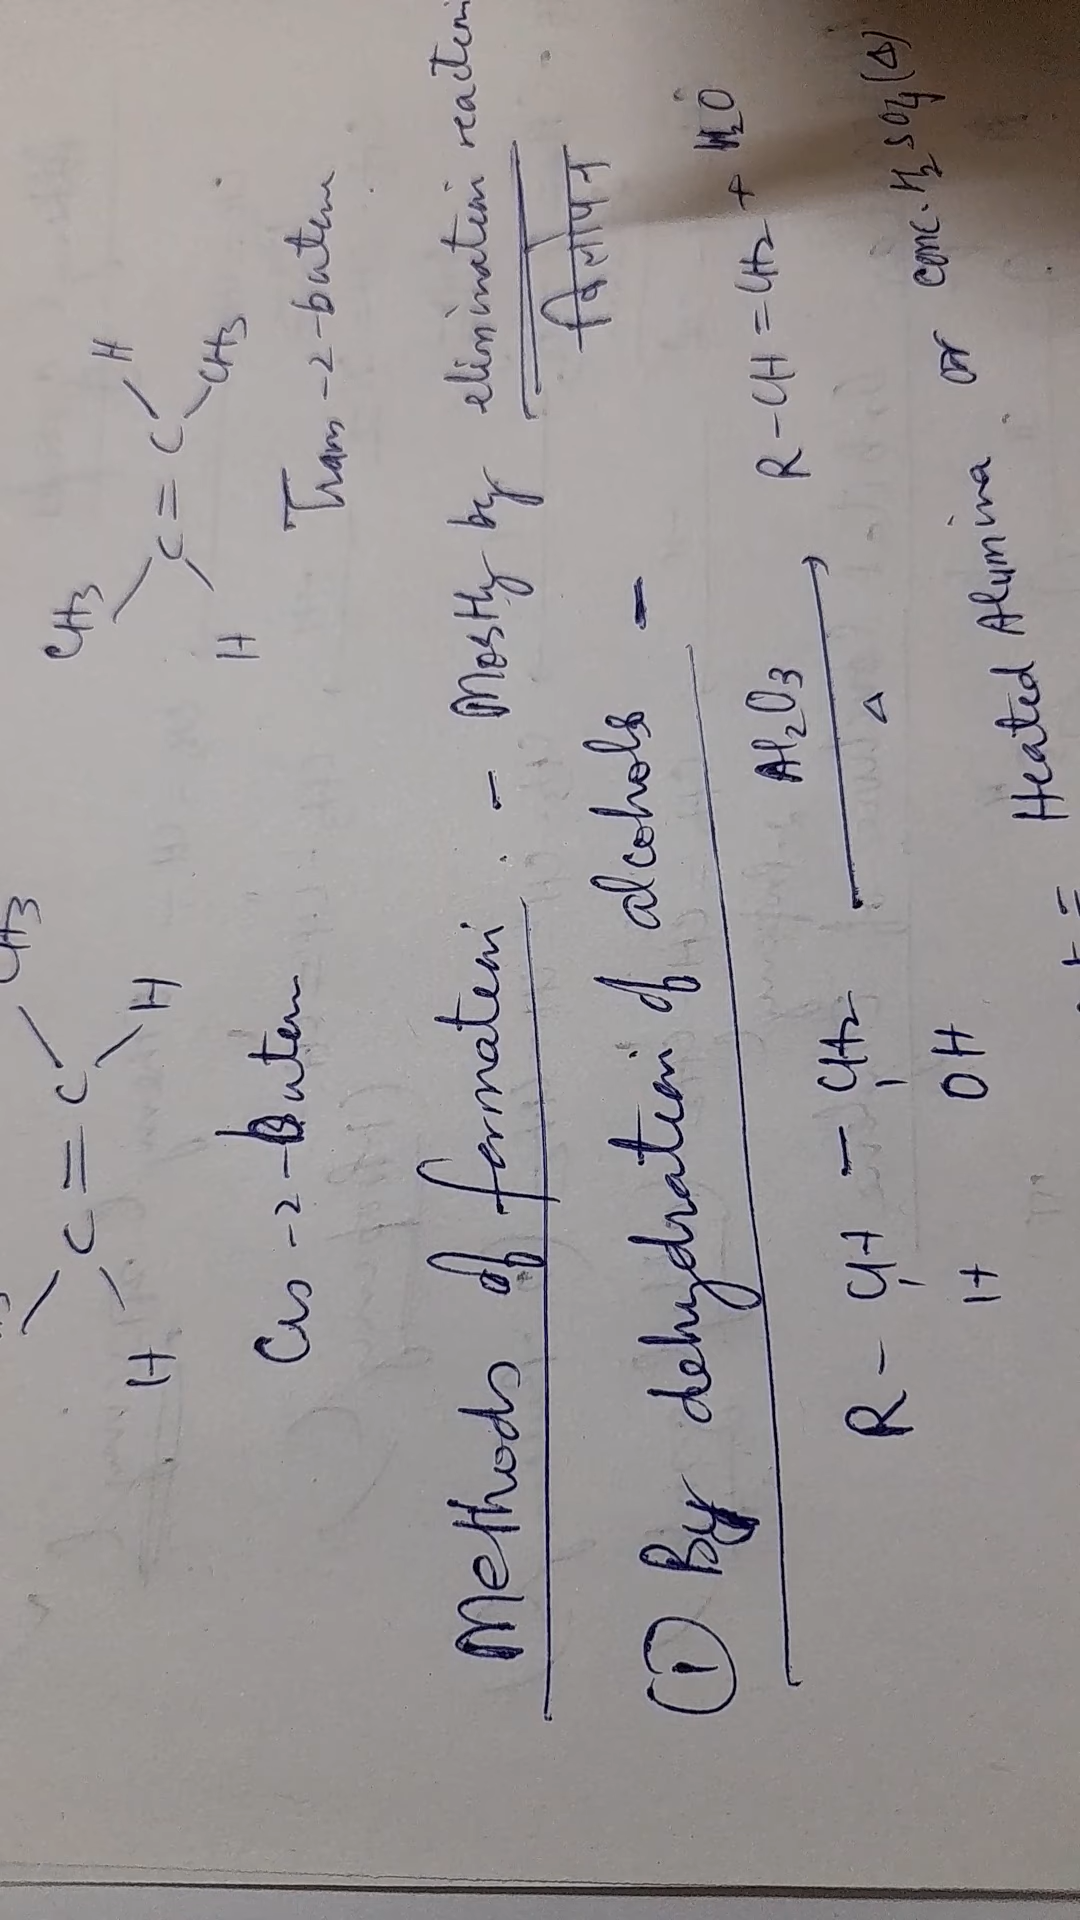 CH3 H
C = C
H CH3
CH3
C = C
H H
Cis-2-Buten Trans-2-buten
Methods of formation :- Mostly by elimination reaction
विलोपन
① By dehydration of alcohols -
R - CH - CH2 Al2O3 R-CH=CH2 + H2O
H OH Δ
Heated Alumina or conc. H2SO4(Δ)